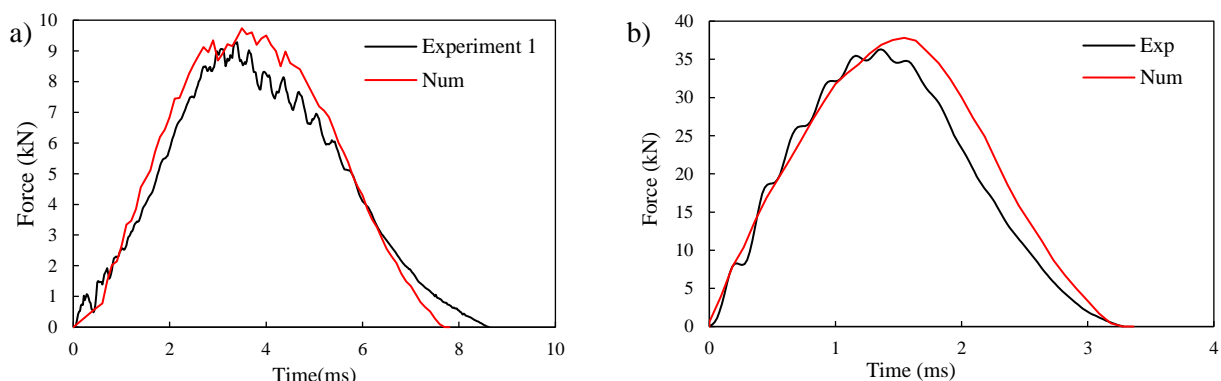 a)
10
9
8
7
6
5
4
3
2
1
0
Force (kN)
Experiment 1
Num
0 2 4 6 8 10
Time(ms)
b)
40
35
30
25
20
15
10
5
0
Force (kN)
Exp
Num
0 1 2 3 4
Time (ms)